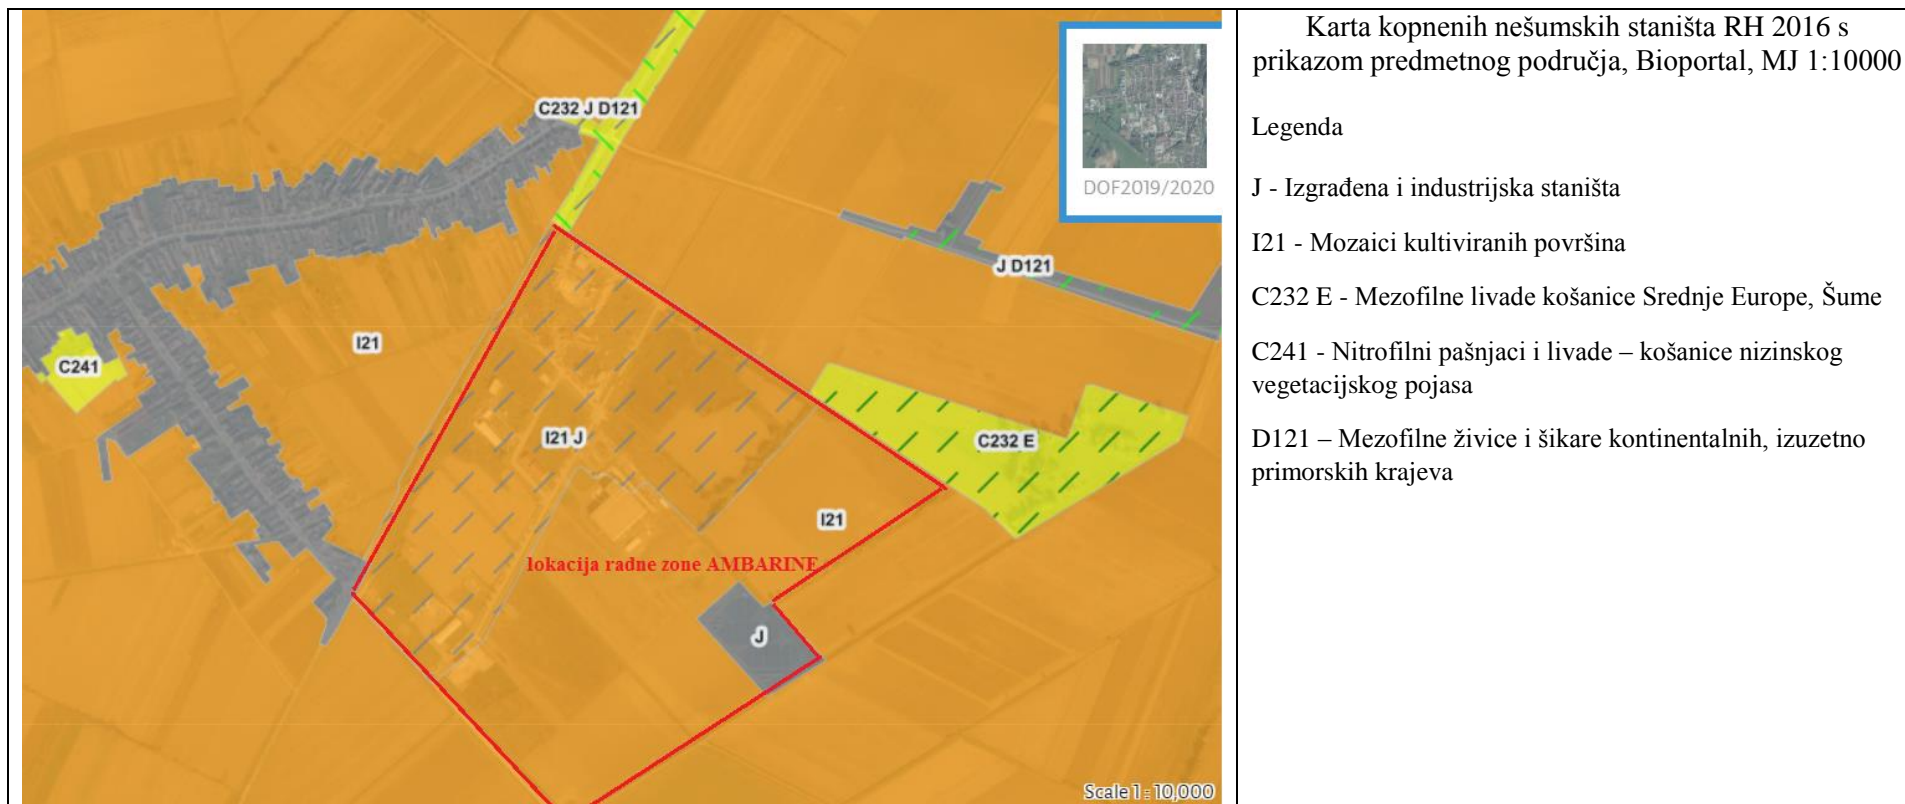 C232 J D121
DOF2019/2020
J D121
I21
C241
I21 J
C232 E
I21
lokacija radne zone AMBARINE
J
Scale 1 : 10,000
Karta kopnenih nešumskih staništa RH 2016 s
prikazom predmetnog područja, Bioportal, MJ 1:10000
Legenda
J - Izgrađena i industrijska staništa
I21 - Mozaici kultiviranih površina
C232 E - Mezofilne livade košanice Srednje Europe, Šume
C241 - Nitrofilni pašnjaci i livade – košanice nizinskog
vegetacijskog pojasa
D121 – Mezofilne živice i šikare kontinentalnih, izuzetno
primorskih krajeva